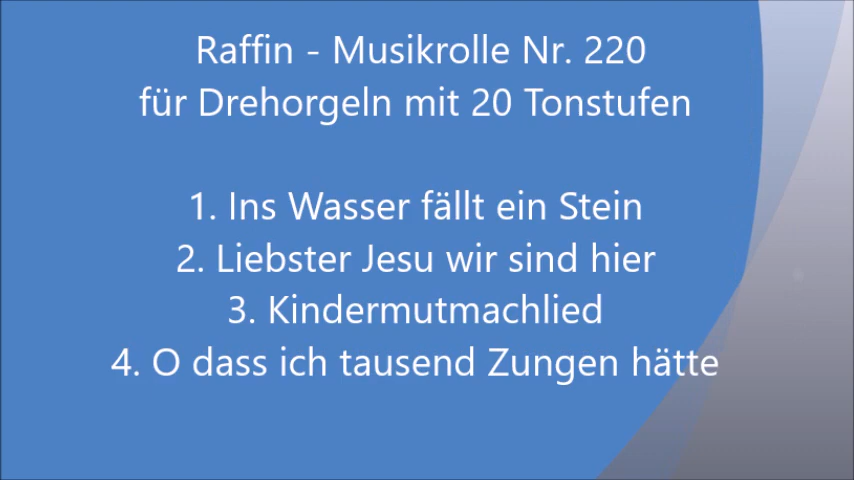 Raffin - Musikrolle Nr. 220
für Drehorgeln mit 20 Tonstufen
1. Ins Wasser fällt ein Stein
2. Liebster Jesu wir sind hier
3. Kindermutmachlied
4. O dass ich tausend Zungen hätte